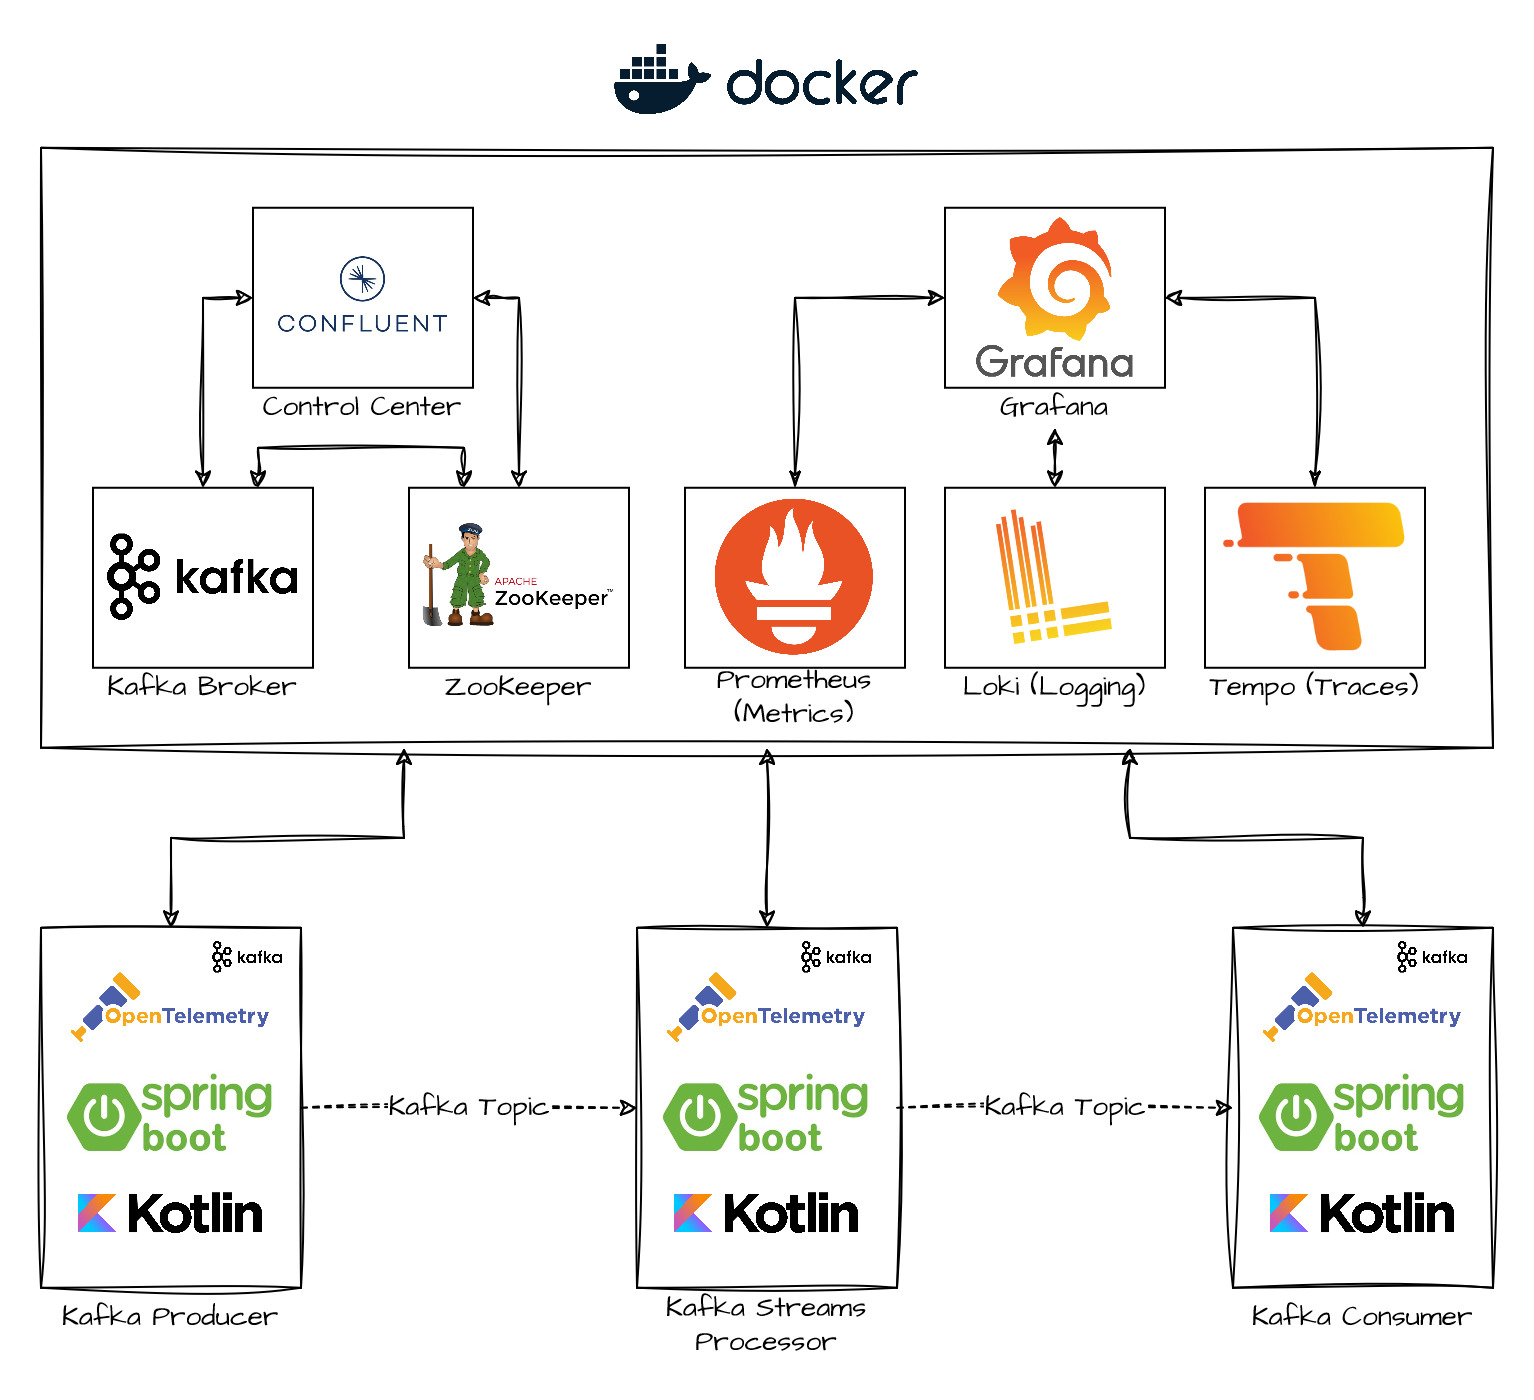 docker
CONFLUENT
Control Center
Grafana
Grafana
kafka
Kafka Broker
APACHE
ZooKeeper™
ZooKeeper
Prometheus
(Metrics)
Loki (Logging)
Tempo (Traces)
kafka
OpenTelemetry
spring
boot
Kotlin
Kafka Producer
Kafka Topic
kafka
OpenTelemetry
spring
boot
Kotlin
Kafka Streams
Processor
Kafka Topic
kafka
OpenTelemetry
spring
boot
Kotlin
Kafka Consumer